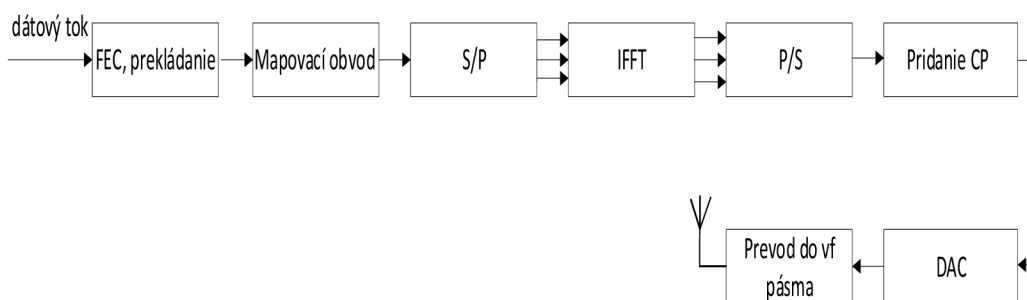 dátový tok
FEC, prekládanie
Mapovací obvod
S/P
IFFT
P/S
Pridanie CP
Prevod do vf
pásma
DAC